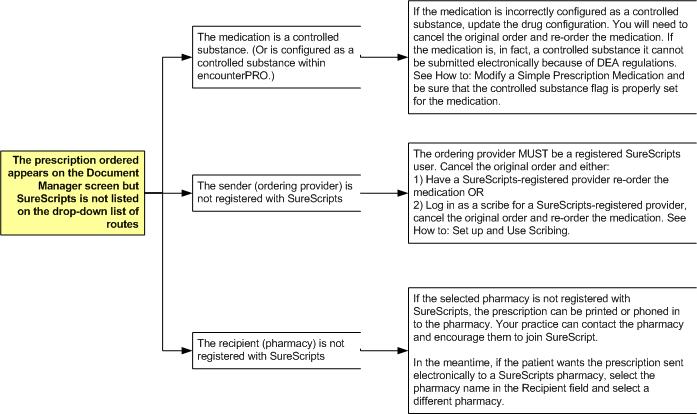 The prescription ordered
appears on the Document
Manager screen but
SureScripts is not listed
on the drop-down list of
routes
The medication is a controlled
substance. (Or is configured as a
controlled substance within
encounterPRO.)
If the medication is incorrectly configured as a controlled
substance, update the drug configuration. You will need to
cancel the original order and re-order the medication. If
the medication is, in fact, a controlled substance it cannot
be submitted electronically because of DEA regulations.
See How to: Modify a Simple Prescription Medication and
be sure that the controlled substance flag is properly set
for the medication.
The sender (ordering provider) is
not registered with SureScripts
The ordering provider MUST be a registered SureScripts
user. Cancel the original order and either:
1) Have a SureScripts-registered provider re-order the
medication OR
2) Log in as a scribe for a SureScripts-registered provider,
cancel the original order and re-order the medication. See
How to: Set up and Use Scribing.
The recipient (pharmacy) is not
registered with SureScripts
If the selected pharmacy is not registered with
SureScripts, the prescription can be printed or phoned in
to the pharmacy. Your practice can contact the pharmacy
and encourage them to join SureScript.
In the meantime, if the patient wants the prescription sent
electronically to a SureScripts pharmacy, select the
pharmacy name in the Recipient field and select a
different pharmacy.